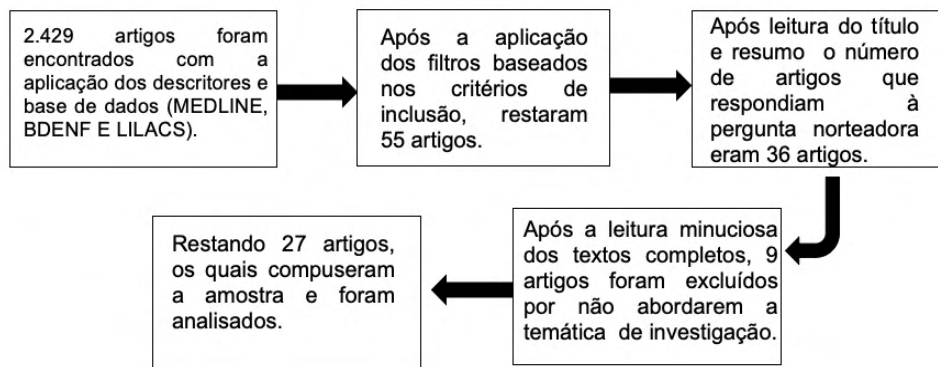 2.429 artigos foram
encontrados com a
aplicação dos descritores e
base de dados (MEDLINE,
BDENF E LILACS).
Após a aplicação
dos filtros baseados
nos critérios de
inclusão, restaram
55 artigos.
Após leitura do título
e resumo o número
de artigos que
respondiam à
pergunta norteadora
eram 36 artigos.
Após a leitura minuciosa
dos textos completos, 9
artigos foram excluídos
por não abordarem a
temática de investigação.
Restando 27 artigos,
os quais compuseram
a amostra e foram
analisados.